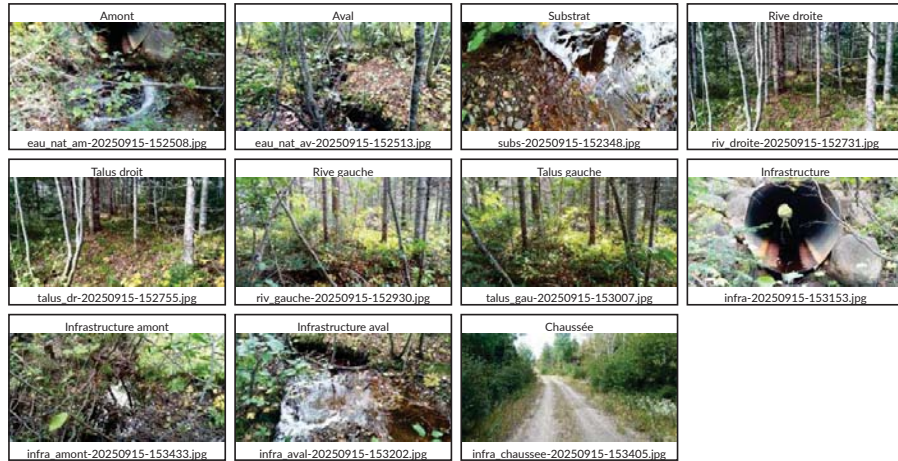 Amont
eau_nat_am-20250915-152508.jpg
Aval
eau_nat_av-20250915-152513.jpg
Substrat
subs-20250915-152348.jpg
Rive droite
riv_droite-20250915-152731.jpg
Talus droit
talus_dr-20250915-152755.jpg
Rive gauche
riv_gauche-20250915-152930.jpg
Talus gauche
talus_gau-20250915-153007.jpg
Infrastructure
infra-20250915-153153.jpg
Infrastructure amont
infra_amont-20250915-153433.jpg
Infrastructure aval
infra_aval-20250915-153202.jpg
Chaussée
infra_chaussee-20250915-153405.jpg